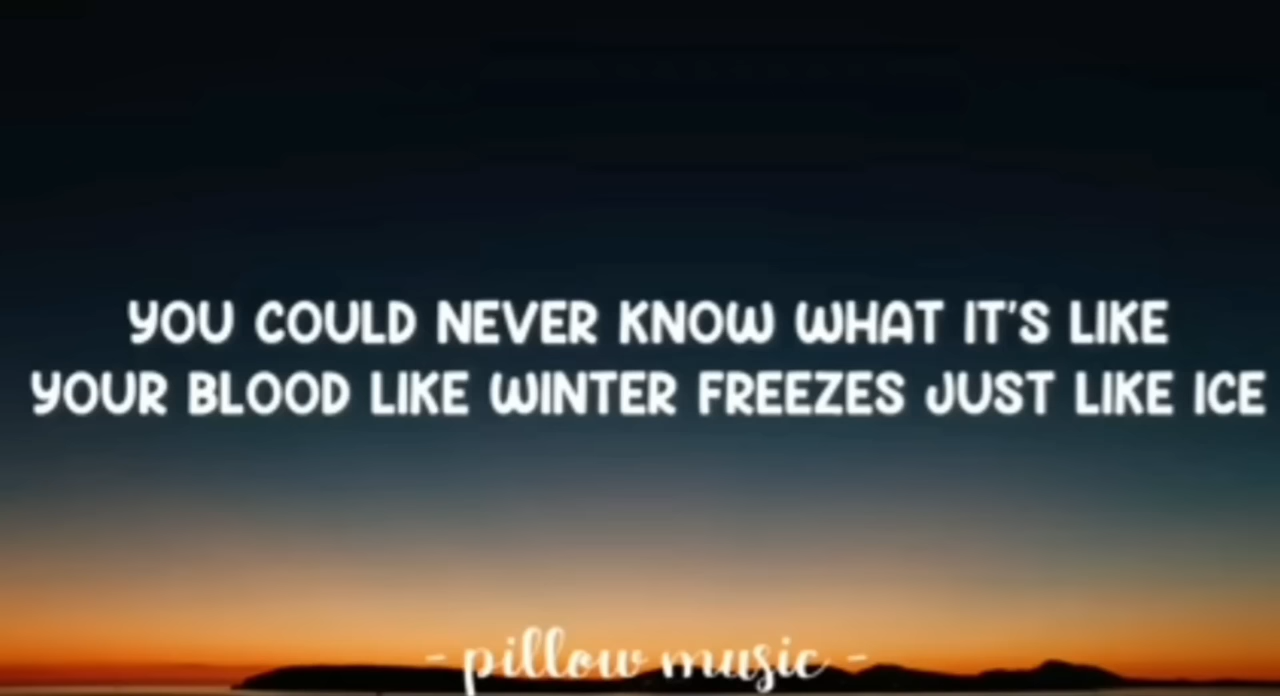 YOU COULD NEVER KNOW WHAT IT'S LIKE
YOUR BLOOD LIKE WINTER FREEZES JUST LIKE ICE
- pillow music -